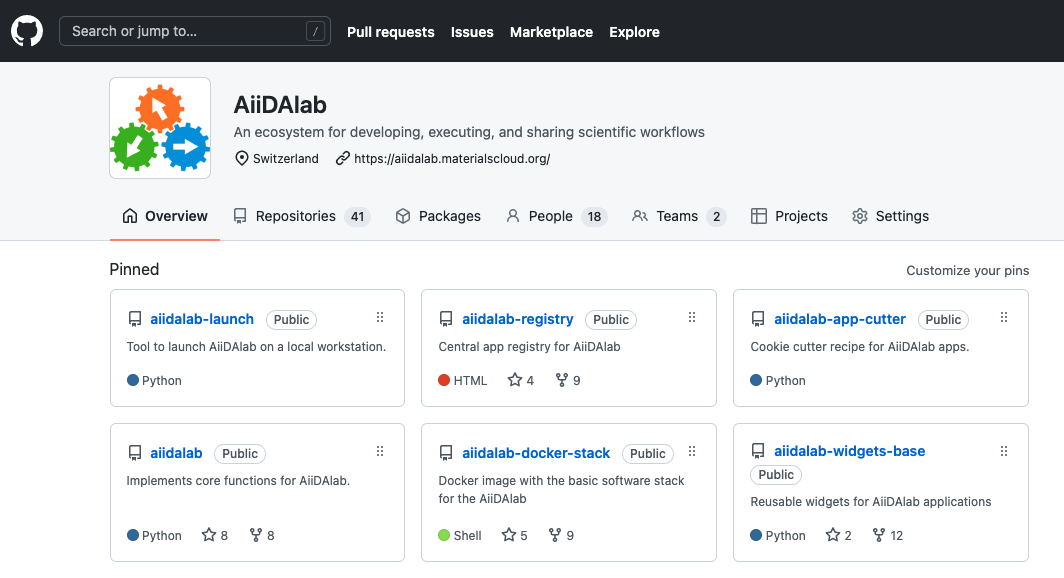 Search or jump to... /
Pull requests Issues Marketplace Explore
AiiDAlab
An ecosystem for developing, executing, and sharing scientific workflows
Switzerland https://aiidalab.materialscloud.org/
Overview Repositories 41 Packages People 18 Teams 2 Projects Settings
Pinned Customize your pins
aiidalab-launch Public
Tool to launch AiiDAlab on a local workstation.
Python
aiidalab-registry Public
Central app registry for AiiDAlab
HTML 4 9
aiidalab-app-cutter Public
Cookie cutter recipe for AiiDAlab apps.
Python
aiidalab Public
Implements core functions for AiiDAlab.
Python 8 8
aiidalab-docker-stack Public
Docker image with the basic software stack
for the AiiDAlab
Shell 5 9
aiidalab-widgets-base
Public
Reusable widgets for AiiDAlab applications
Python 2 12